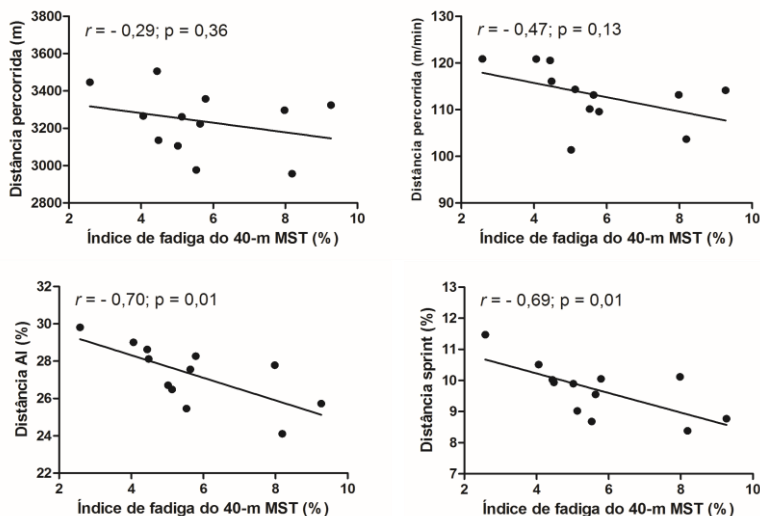 r = - 0,29; p = 0,36
Distância percorrida (m)
3800
3600
3400
3200
3000
2800
2 4 6 8 10
Índice de fadiga do 40-m MST (%)
r = - 0,47; p = 0,13
Distância percorrida (m/min)
130
120
110
100
90
2 4 6 8 10
Índice de fadiga do 40-m MST (%)
r = - 0,70; p = 0,01
Distância AI (%)
32
30
28
26
24
22
2 4 6 8 10
Índice de fadiga do 40-m MST (%)
r = - 0,69; p = 0,01
Distância sprint (%)
13
12
11
10
9
8
7
2 4 6 8 10
Índice de fadiga do 40-m MST (%)